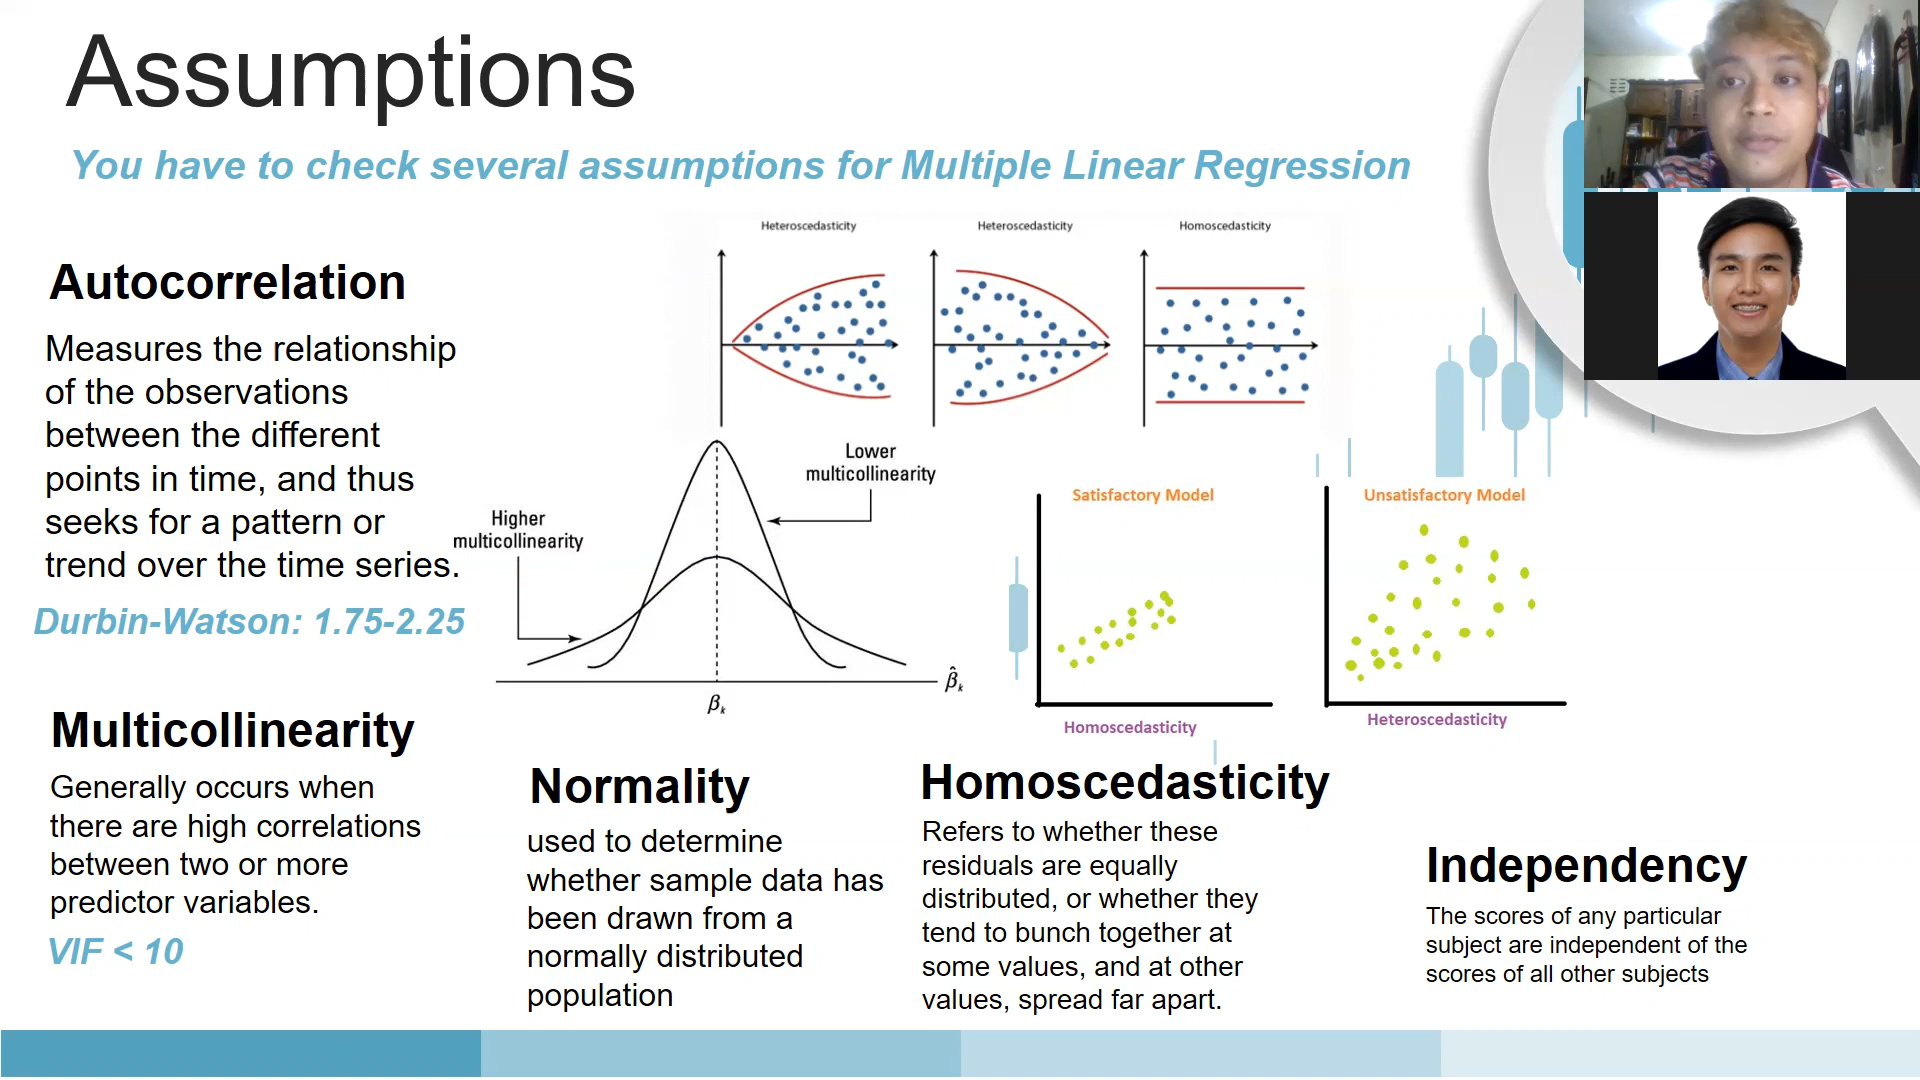 Assumptions
You have to check several assumptions for Multiple Linear Regression
Heteroscedasticity
Heteroscedasticity
Homoscedasticity
Autocorrelation
Measures the relationship
of the observations
between the different
points in time, and thus
seeks for a pattern or
trend over the time series.
Durbin-Watson: 1.75-2.25
Lower
multicollinearity
Higher
multicollinearity
β̂k
βk
Satisfactory Model
Homoscedasticity
Unsatisfactory Model
Heteroscedasticity
Multicollinearity
Generally occurs when
there are high correlations
between two or more
predictor variables.
VIF < 10
Normality
used to determine
whether sample data has
been drawn from a
normally distributed
population
Homoscedasticity
Refers to whether these
residuals are equally
distributed, or whether they
tend to bunch together at
some values, and at other
values, spread far apart.
Independency
The scores of any particular
subject are independent of the
scores of all other subjects